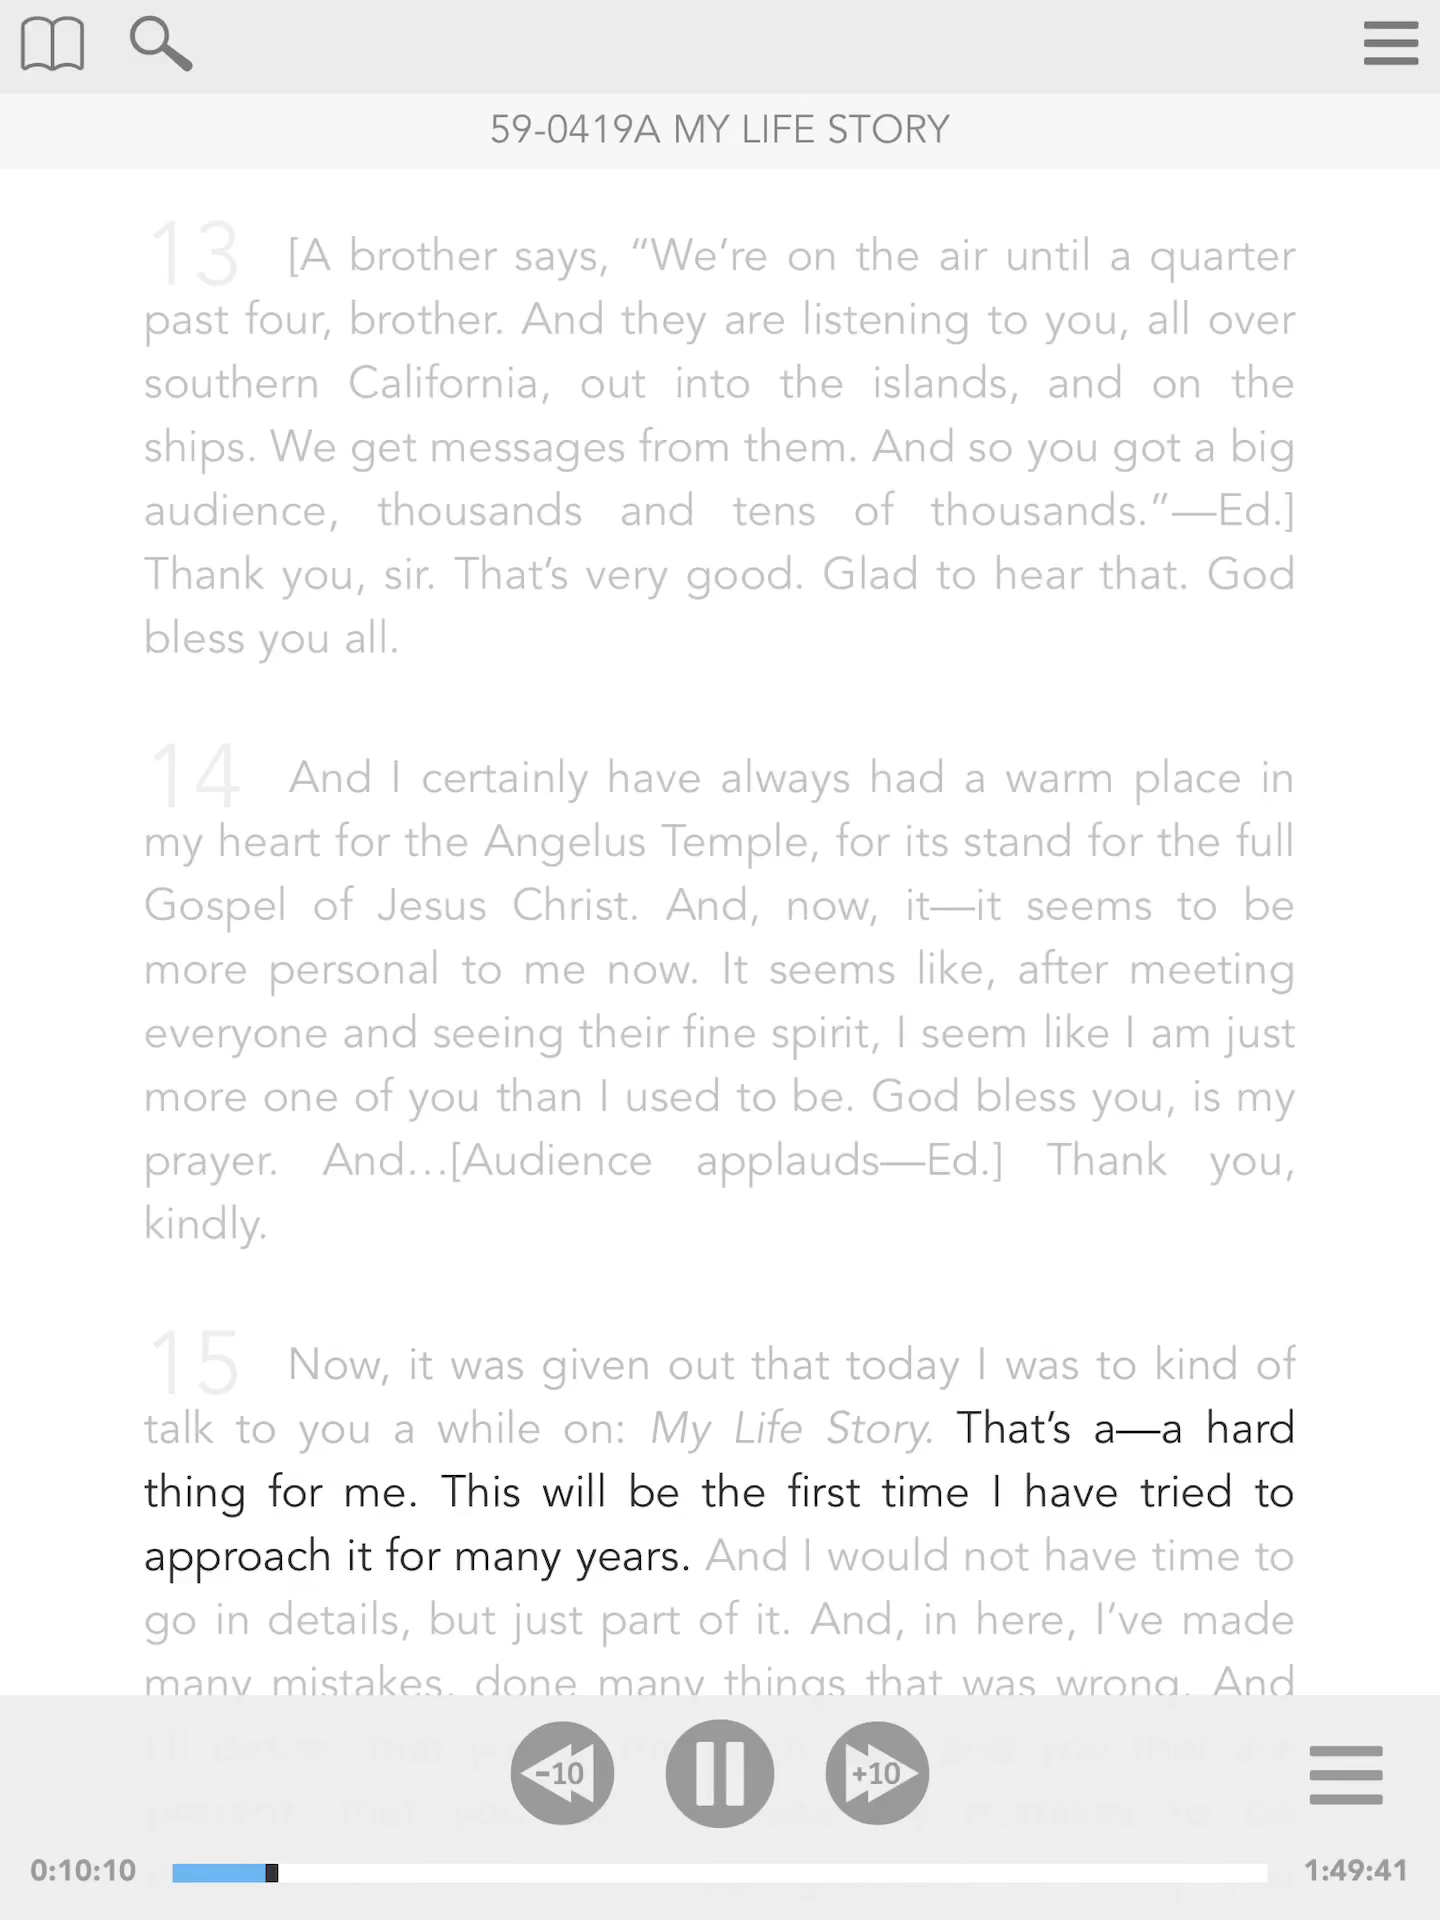 59-0419A MY LIFE STORY
13 [A brother says, “We’re on the air until a quarter
past four, brother. And they are listening to you, all over
southern California, out into the islands, and on the
ships. We get messages from them. And so you got a big
audience, thousands and tens of thousands.”—Ed.]
Thank you, sir. That’s very good. Glad to hear that. God
bless you all.
14 And I certainly have always had a warm place in
my heart for the Angelus Temple, for its stand for the full
Gospel of Jesus Christ. And, now, it—it seems to be
more personal to me now. It seems like, after meeting
everyone and seeing their fine spirit, I seem like I am just
more one of you than I used to be. God bless you, is my
prayer. And…[Audience applauds—Ed.] Thank you,
kindly.
15 Now, it was given out that today I was to kind of
talk to you a while on: My Life Story. That’s a—a hard
thing for me. This will be the first time I have tried to
approach it for many years. And I would not have time to
go in details, but just part of it. And, in here, I’ve made
many mistakes, done many things that was wrong. And
-10 +10
0:10:10 1:49:41